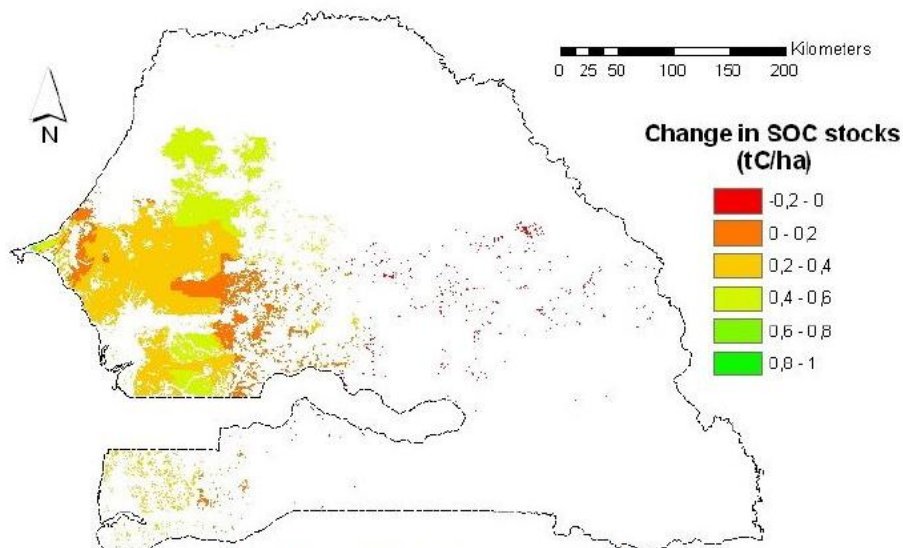 Kilometers
0 25 50 100 150 200
N
Change in SOC stocks
(tC/ha)
-0,2 - 0
0 - 0,2
0,2 - 0,4
0,4 - 0,6
0,6 - 0,8
0,8 - 1